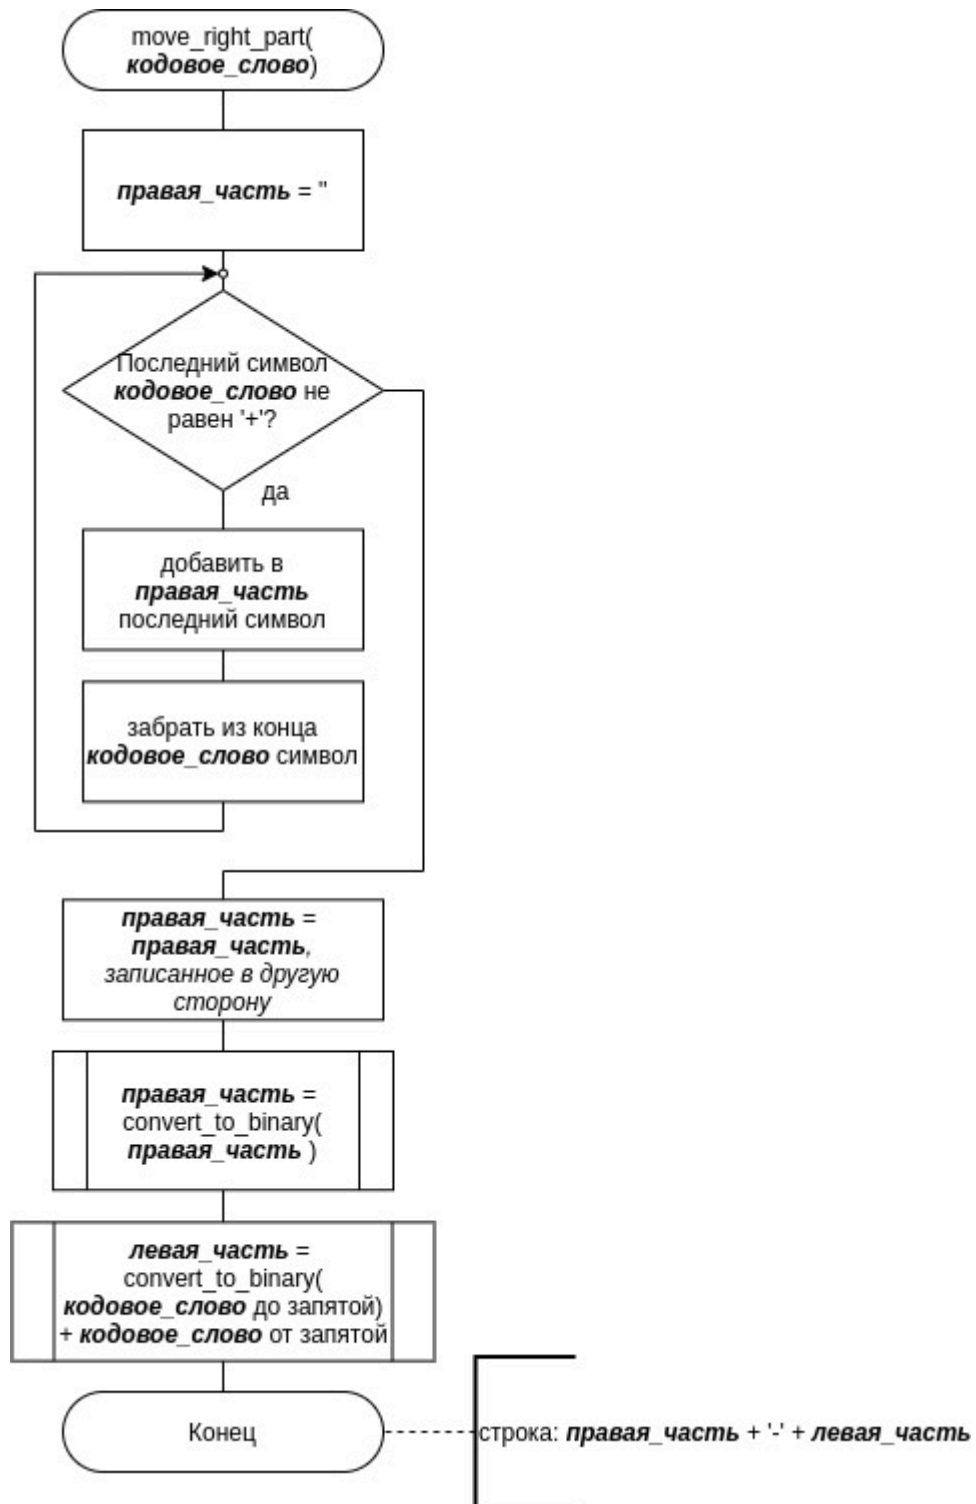 move_right_part(
кодовое_слово)
правая_часть = ''
Последний символ
кодовое_слово не
равен '+'?
да
добавить в
правая_часть
последний символ
забрать из конца
кодовое_слово символ
правая_часть =
правая_часть,
записанное в другую
сторону
правая_часть =
convert_to_binary(
правая_часть )
левая_часть =
convert_to_binary(
кодовое_слово до запятой)
+ кодовое_слово от запятой
Конец
строка: правая_часть + '-' + левая_часть